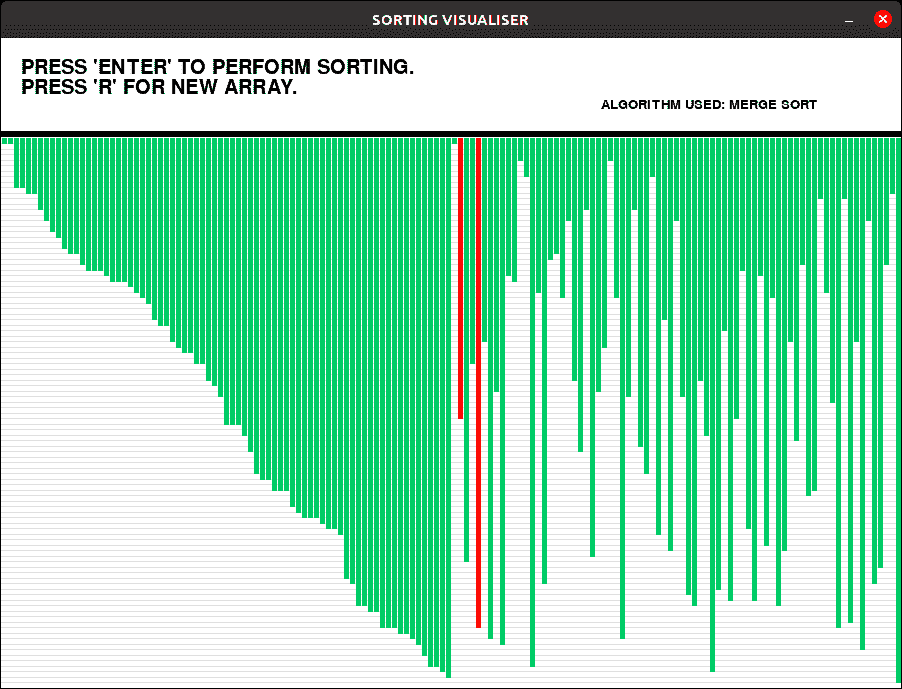 SORTING VISUALISER
PRESS 'ENTER' TO PERFORM SORTING.
PRESS 'R' FOR NEW ARRAY.
ALGORITHM USED: MERGE SORT